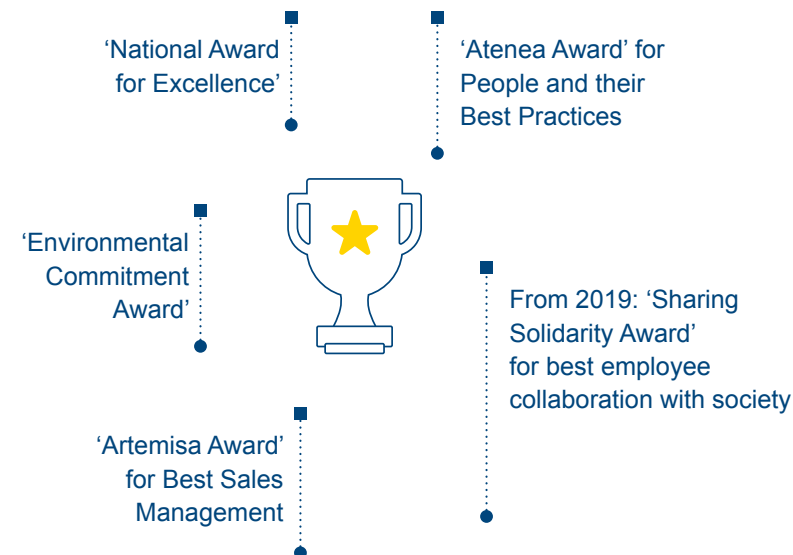 ‘National Award
for Excellence’
‘Atenea Award’ for
People and their
Best Practices
‘Environmental
Commitment
Award’
From 2019: ‘Sharing
Solidarity Award’
for best employee
collaboration with society
‘Artemisa Award’
for Best Sales
Management